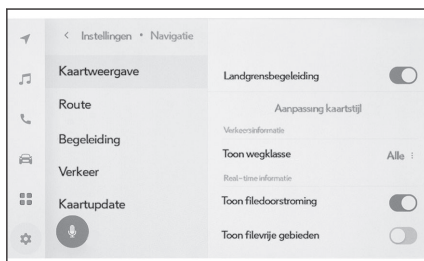 < Instellingen • Navigatie
Kaartweergave
Route
Begeleiding
Verkeer
Kaartupdate
Landgrensbegeleiding
Aanpassing kaartstijl
Verkeersinformatie
Toon wegklasse Alle
Real-time informatie
Toon filedoorstroming
Toon filevrije gebieden